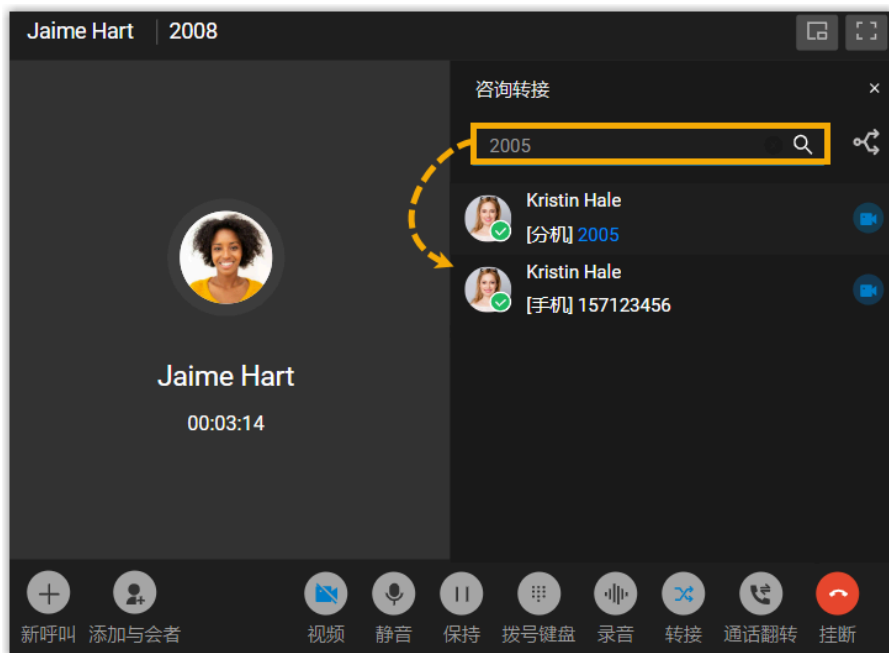 Jaime Hart 2008
咨询转接
2005
Kristin Hale
[分机] 2005
Kristin Hale
[手机] 157123456
Jaime Hart
00:03:14
新呼叫 添加与会者 视频 静音 保持 拨号键盘 录音 转接 通话翻转 挂断